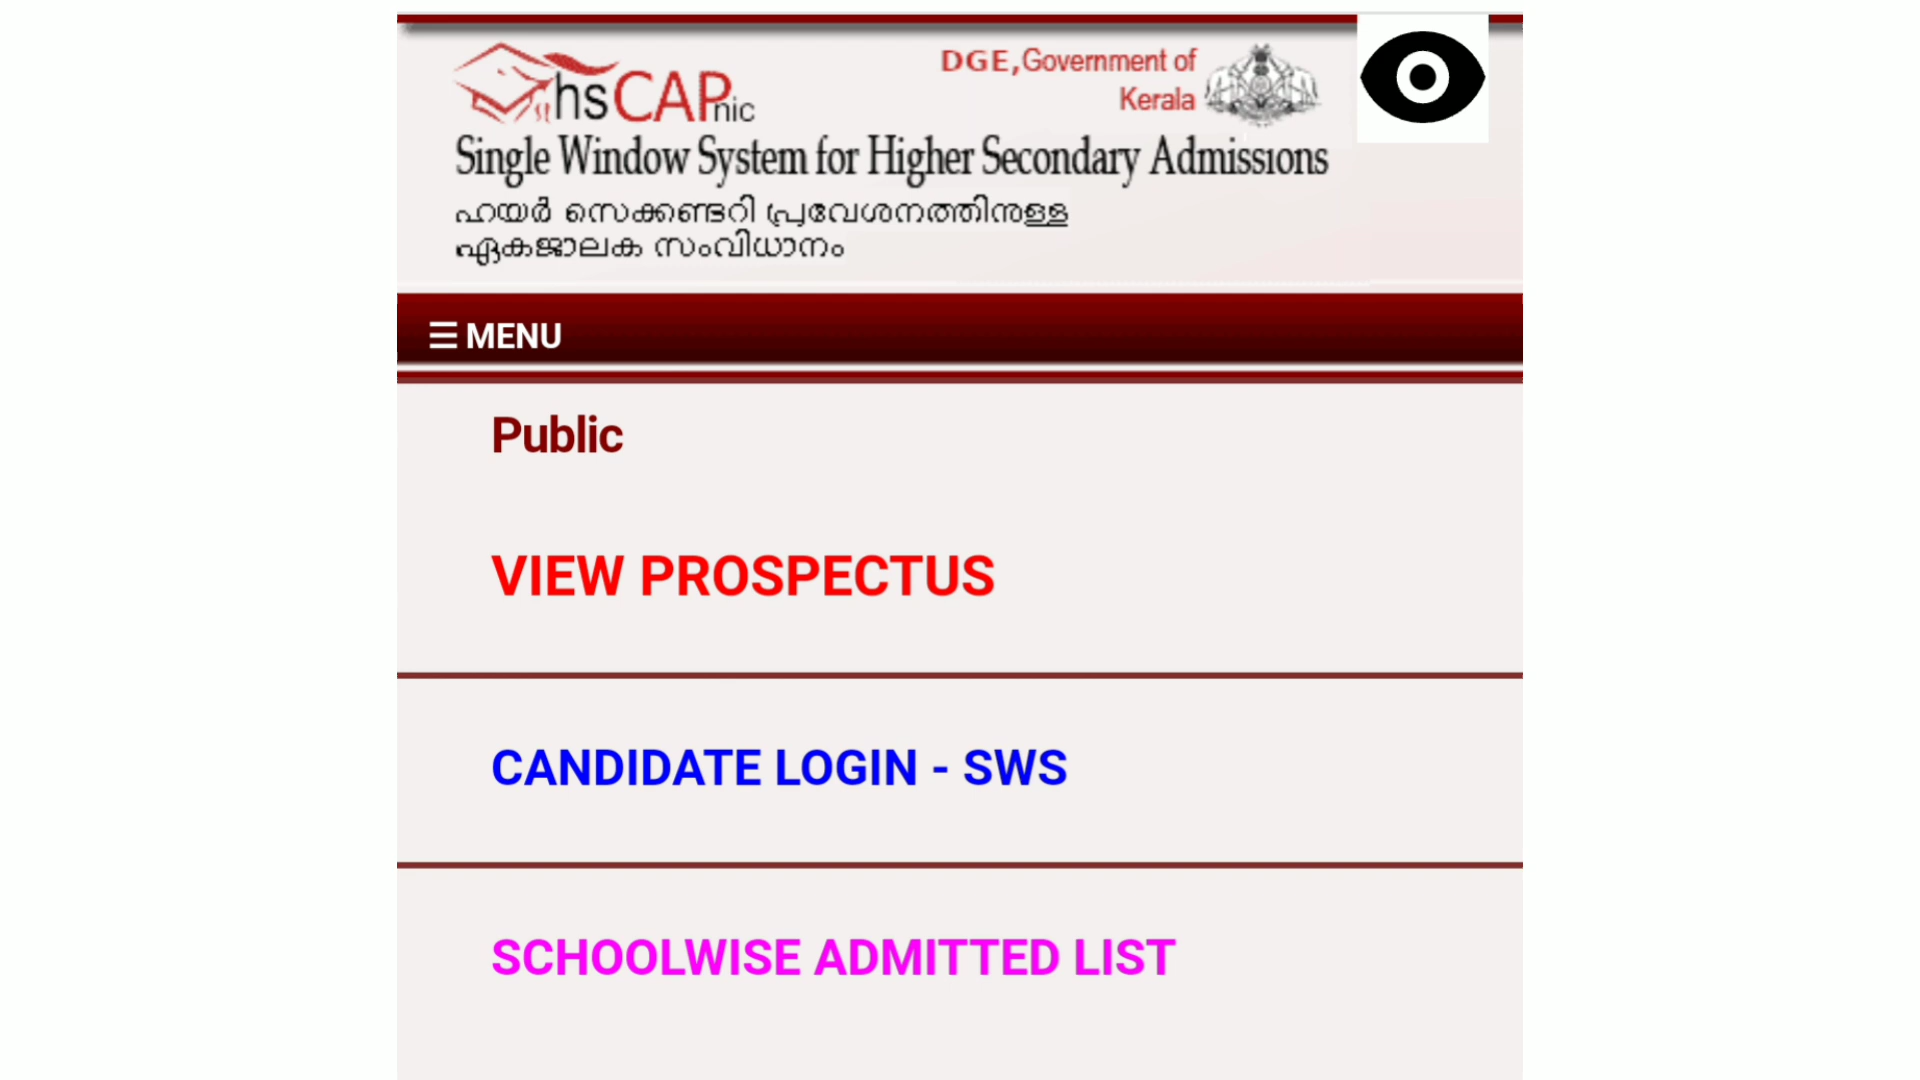 hsCAPnic
DGE,Government of
Kerala
Single Window System for Higher Secondary Admissions
ഹയർ സെക്കണ്ടറി പ്രവേശനത്തിനുള്ള
ഏകജാലക സംവിധാനം
☰ MENU
Public
VIEW PROSPECTUS
CANDIDATE LOGIN - SWS
SCHOOLWISE ADMITTED LIST